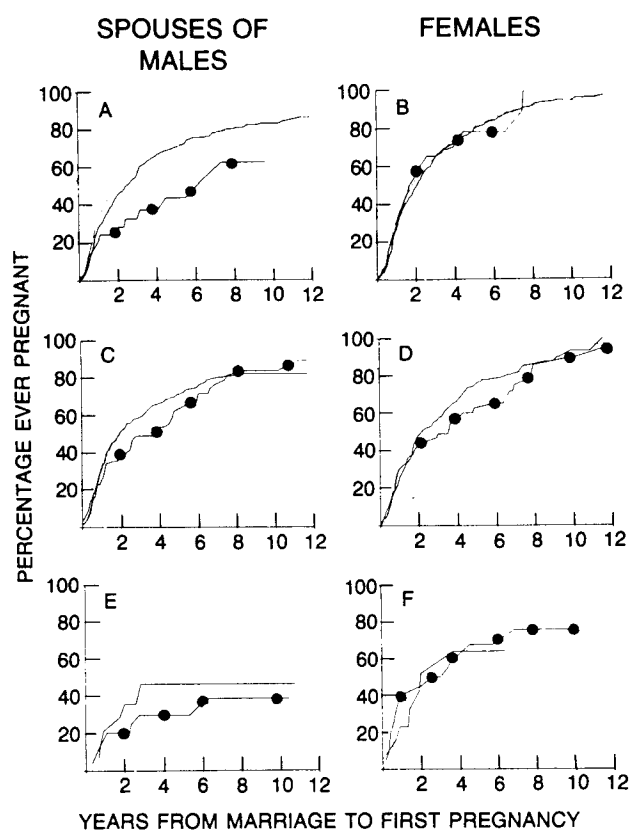 SPOUSES OF
MALES
FEMALES
PERCENTAGE EVER PREGNANT
A
100
80
60
40
20
2 4 6 8 10 12
B
100
80
60
40
20
2 4 6 8 10 12
C
100
80
60
40
20
2 4 6 8 10 12
D
100
80
60
40
20
2 4 6 8 10 12
E
100
80
60
40
20
2 4 6 8 10 12
F
100
80
60
40
20
2 4 6 8 10 12
YEARS FROM MARRIAGE TO FIRST PREGNANCY